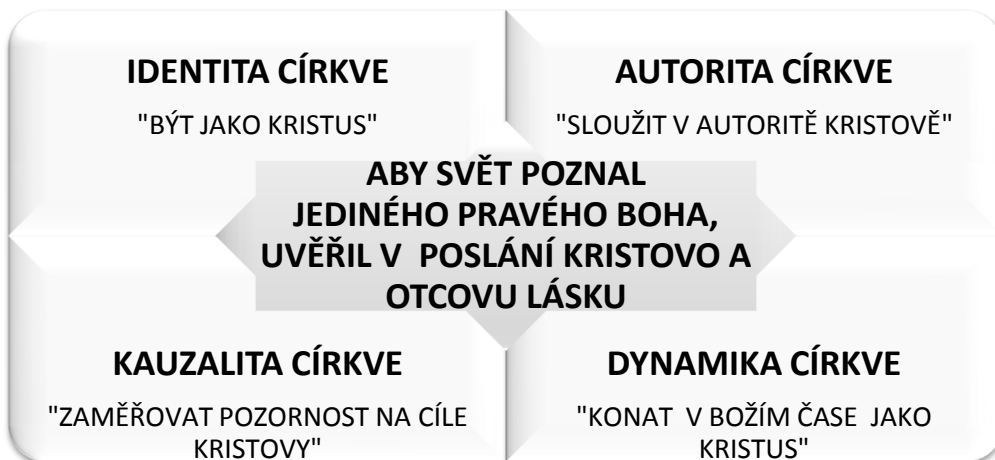 IDENTITA CÍRKVE
"BÝT JAKO KRISTUS"
AUTORITA CÍRKVE
"SLOUŽIT V AUTORITĚ KRISTOVĚ"
ABY SVĚT POZNAL
JEDINÉHO PRAVÉHO BOHA,
UVĚŘIL V POSLÁNÍ KRISTOVO A
OTCOVU LÁSKU
KAUZALITA CÍRKVE
"ZAMĚŘOVAT POZORNOST NA CÍLE
KRISTOVY"
DYNAMIKA CÍRKVE
"KONAT V BOŽÍM ČASE JAKO
KRISTUS"